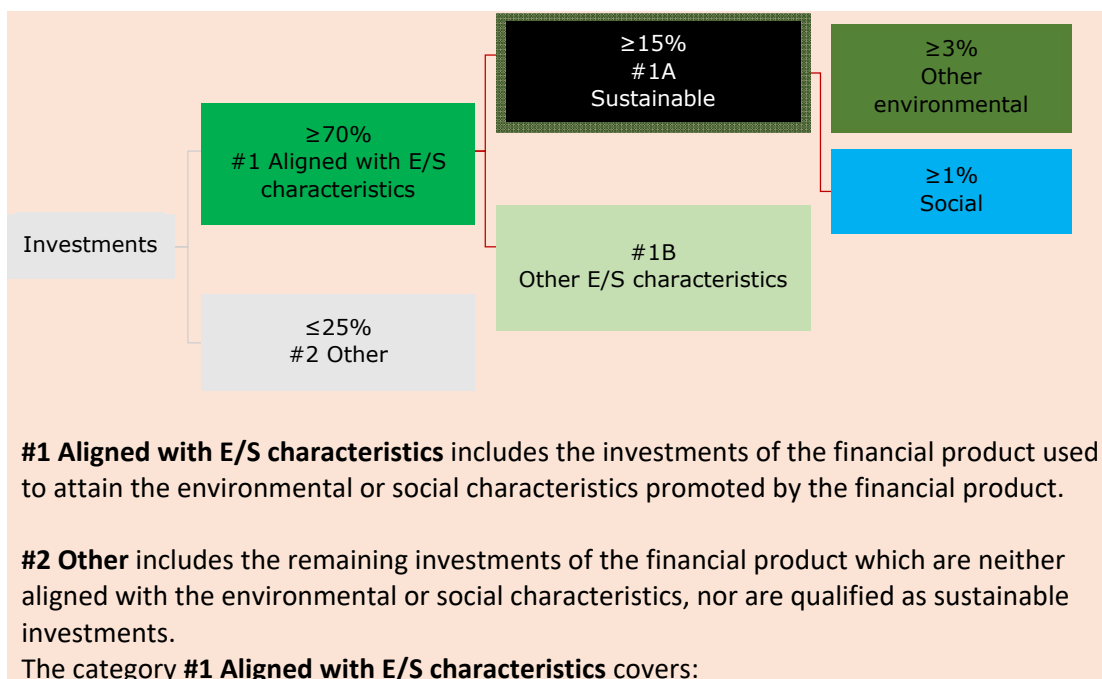 ≥15%
#1A
Sustainable
≥3%
Other
environmental
≥70%
#1 Aligned with E/S
characteristics
≥1%
Social
Investments
#1B
Other E/S characteristics
≤25%
#2 Other
#1 Aligned with E/S characteristics includes the investments of the financial product used
to attain the environmental or social characteristics promoted by the financial product.
#2 Other includes the remaining investments of the financial product which are neither
aligned with the environmental or social characteristics, nor are qualified as sustainable
investments.
The category #1 Aligned with E/S characteristics covers: